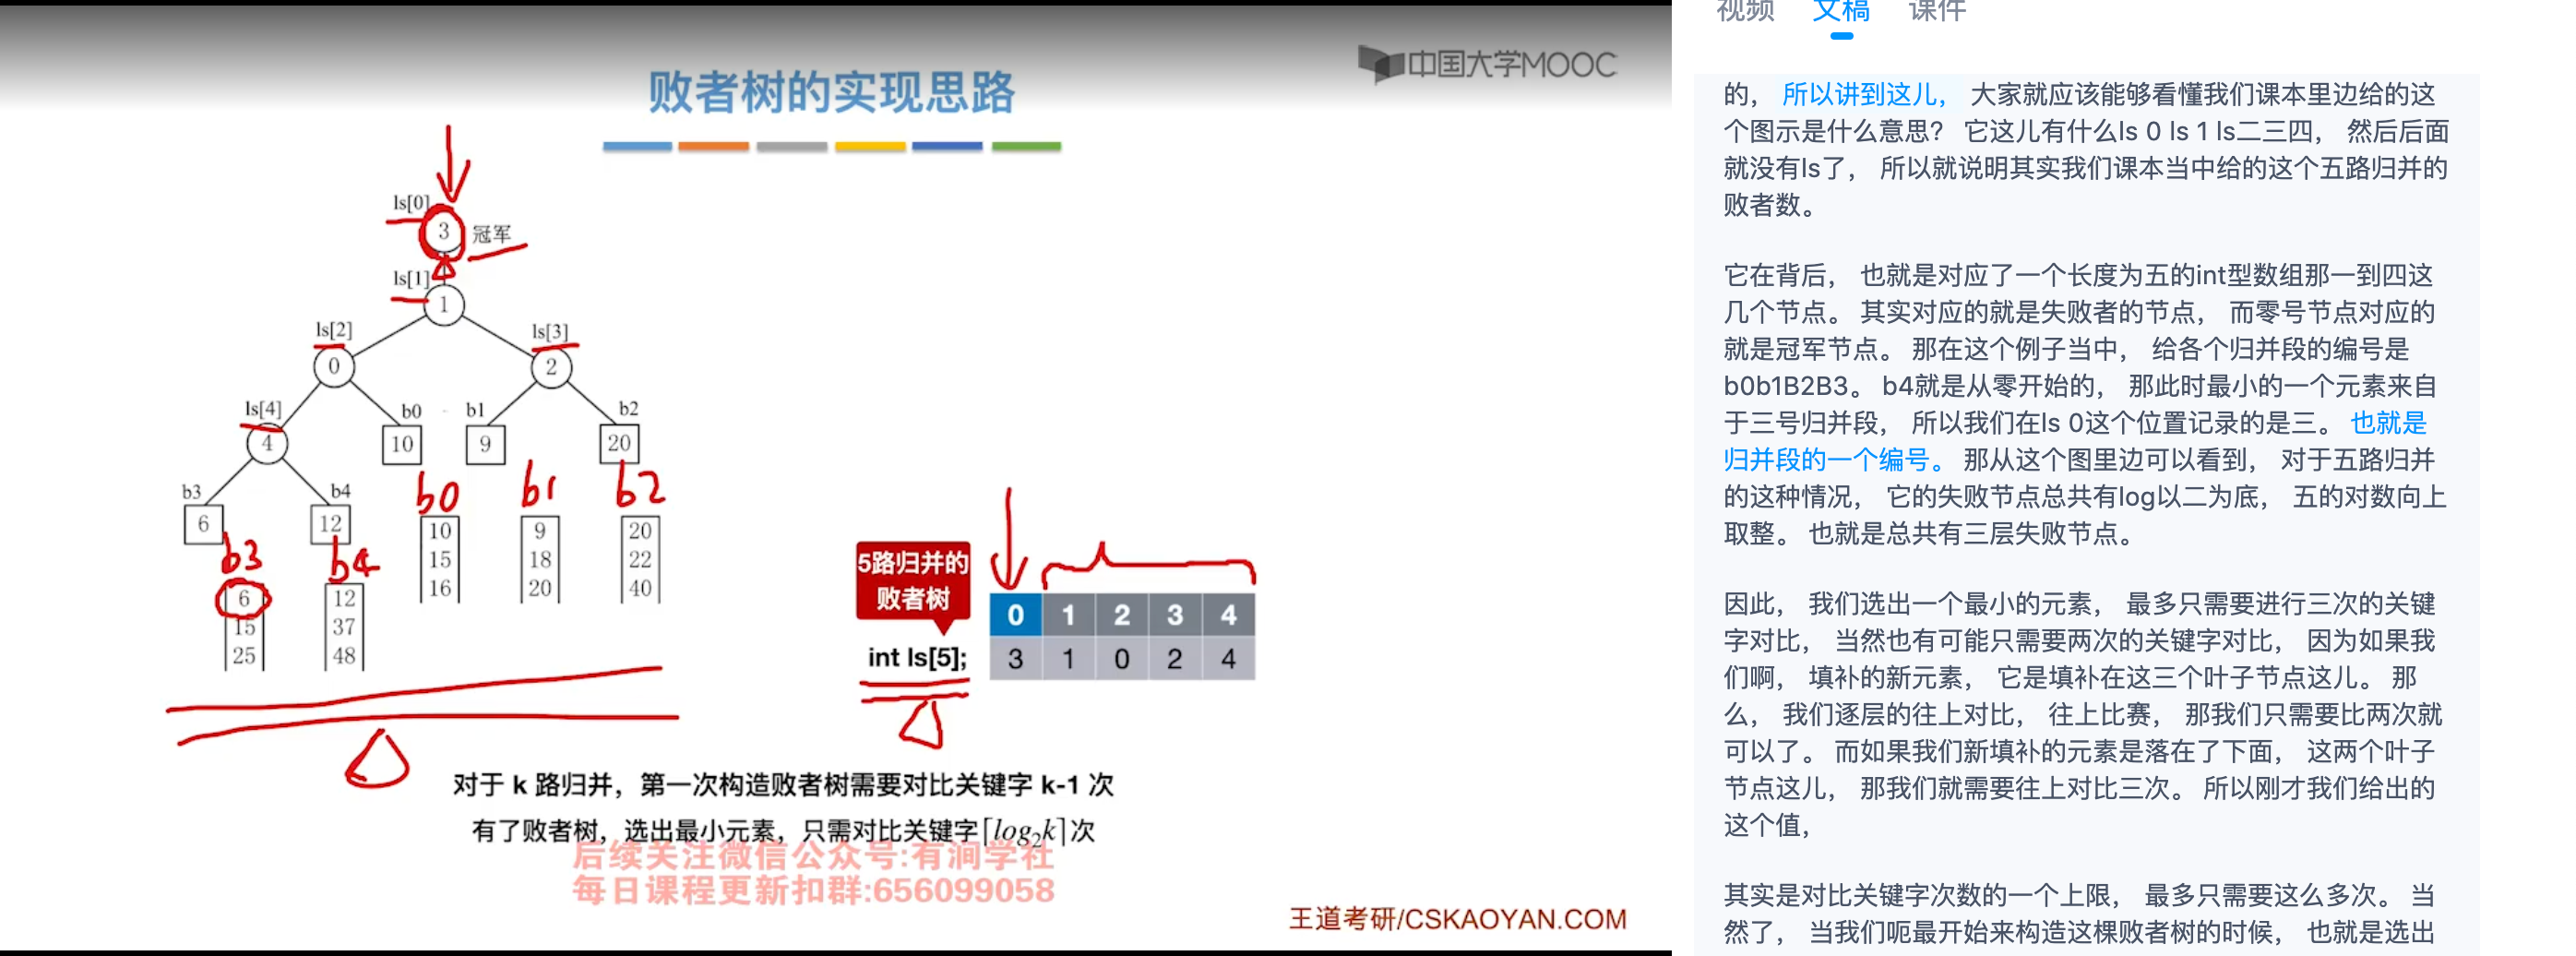 中国大学MOOC
败者树的实现思路
ls[0]
3
冠军
ls[1]
1
ls[2]
ls[3]
0
2
ls[4]
b0
b1
b2
4
10
9
20
b3
b4
b0
b1
b2
6
12
10
9
20
b3
b4
15
18
22
6
12
16
20
40
15
37
25
48
5路归并的
败者树
0 1 2 3 4
int ls[5];
3 1 0 2 4
对于 k 路归并，第一次构造败者树需要对比关键字 k-1 次
有了败者树，选出最小元素，只需对比关键字⌈log₂k⌉次
后续关注微信公众号:有涧学社
每日课程更新扣群:656099058
王道考研/CSKAOYAN.COM
视频 文稿 课件
的， 所以讲到这儿， 大家就应该能够看懂我们课本里边给的这
个图示是什么意思? 它这儿有什么ls 0 ls 1 ls二三四， 然后后面
就没有ls了， 所以就说明其实我们课本当中给的这个五路归并的
败者数。
它在背后， 也就是对应了一个长度为五的int型数组那一到四这
几个节点。 其实对应的就是失败者的节点， 而零号节点对应的
就是冠军节点。 那在这个例子当中， 给各个归并段的编号是
b0b1B2B3。 b4就是从零开始的， 那此时最小的一个元素来自
于三号归并段， 所以我们在ls 0这个位置记录的是三。 也就是
归并段的一个编号。 那从这个图里边可以看到， 对于五路归并
的这种情况， 它的失败节点总共有log以二为底， 五的对数向上
取整。 也就是总共有三层失败节点。
因此， 我们选出一个最小的元素， 最多只需要进行三次的关键
字对比， 当然也有可能只需要两次的关键字对比， 因为如果我
们啊， 填补的新元素， 它是填补在这三个叶子节点这儿。 那
么， 我们逐层的往上对比， 往上比赛， 那我们只需要比两次就
可以了。 而如果我们新填补的元素是落在了下面， 这两个叶子
节点这儿， 那我们就需要往上对比三次。 所以刚才我们给出的
这个值，
其实是对比关键字次数的一个上限， 最多只需要这么多次。 当
然了， 当我们呃最开始来构造这棵败者树的时候， 也就是选出